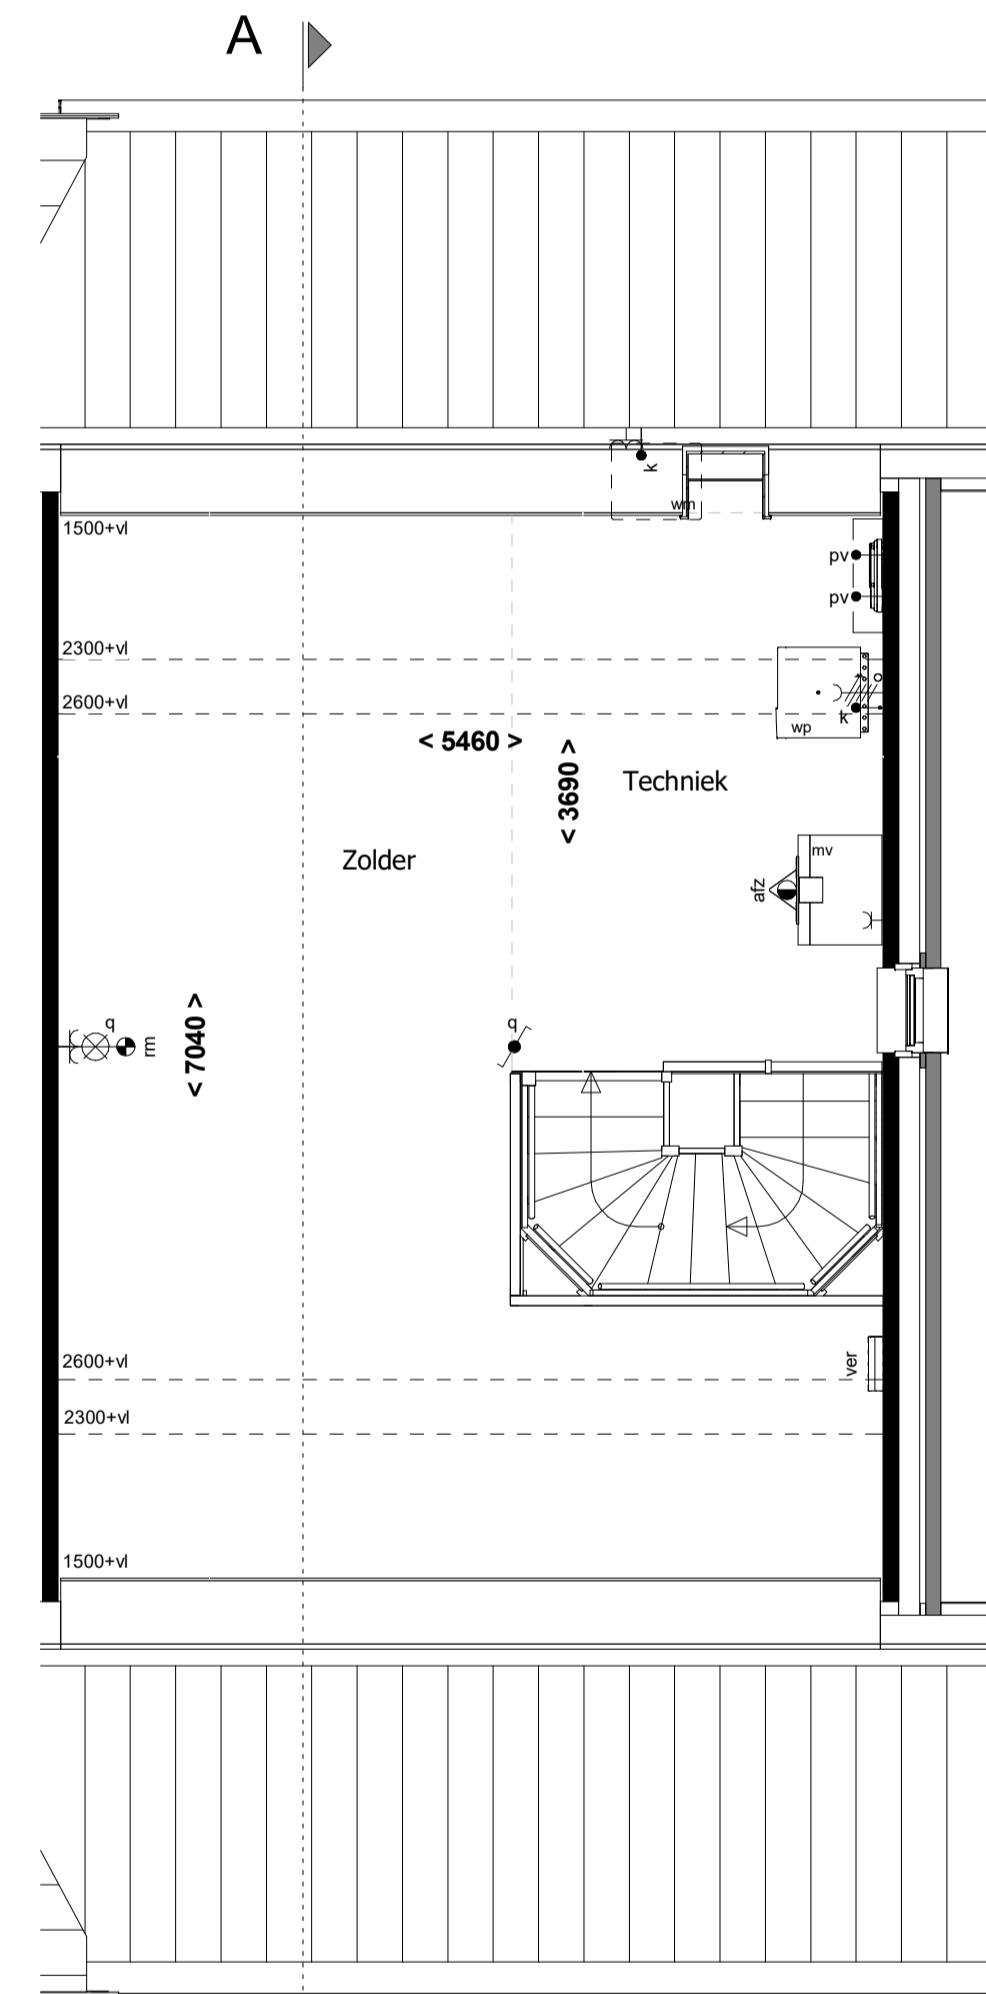 A
k
wm
1500+vl
pv
pv
2300+vl
2600+vl
k
wp
< 5460 >
< 3690 >
Techniek
Zolder
mv
afz
q
rm
< 7040 >
q
2600+vl
ver
2300+vl
1500+vl